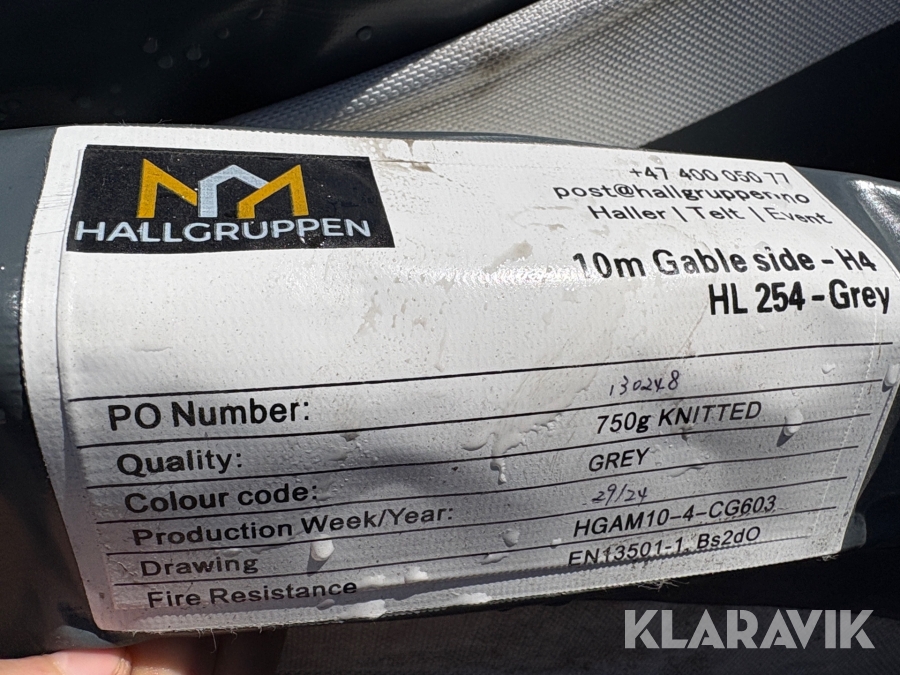 HALLGRUPPEN
+47 400 050 77
post@hallgruppen.no
Haller | Telt | Event
10m Gable side - H4
HL 254 - Grey
PO Number: 130248
Quality: 750g KNITTED
Colour code: GREY
Production Week/Year: 29/24
Drawing HGAM10-4-CG603
Fire Resistance EN13501-1, Bs2d0
KLARAVIK